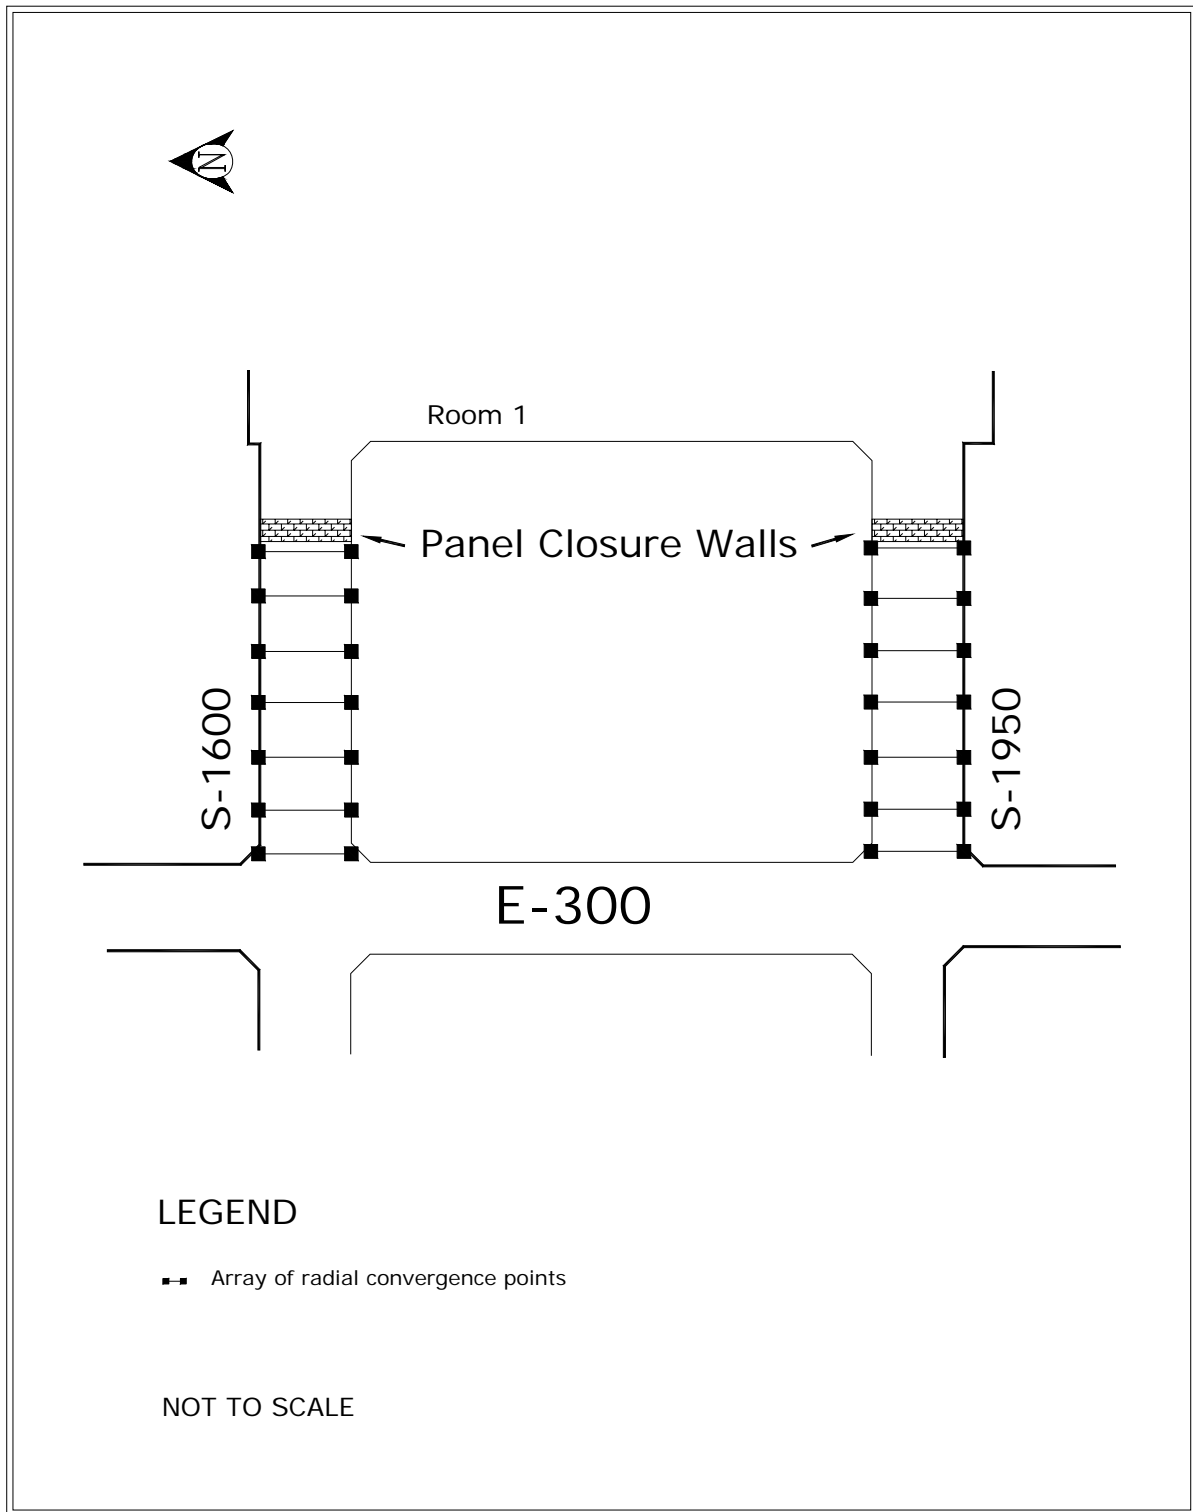 N
Room 1
Panel Closure Walls
S-1600
S-1950
E-300
LEGEND
Array of radial convergence points
NOT TO SCALE